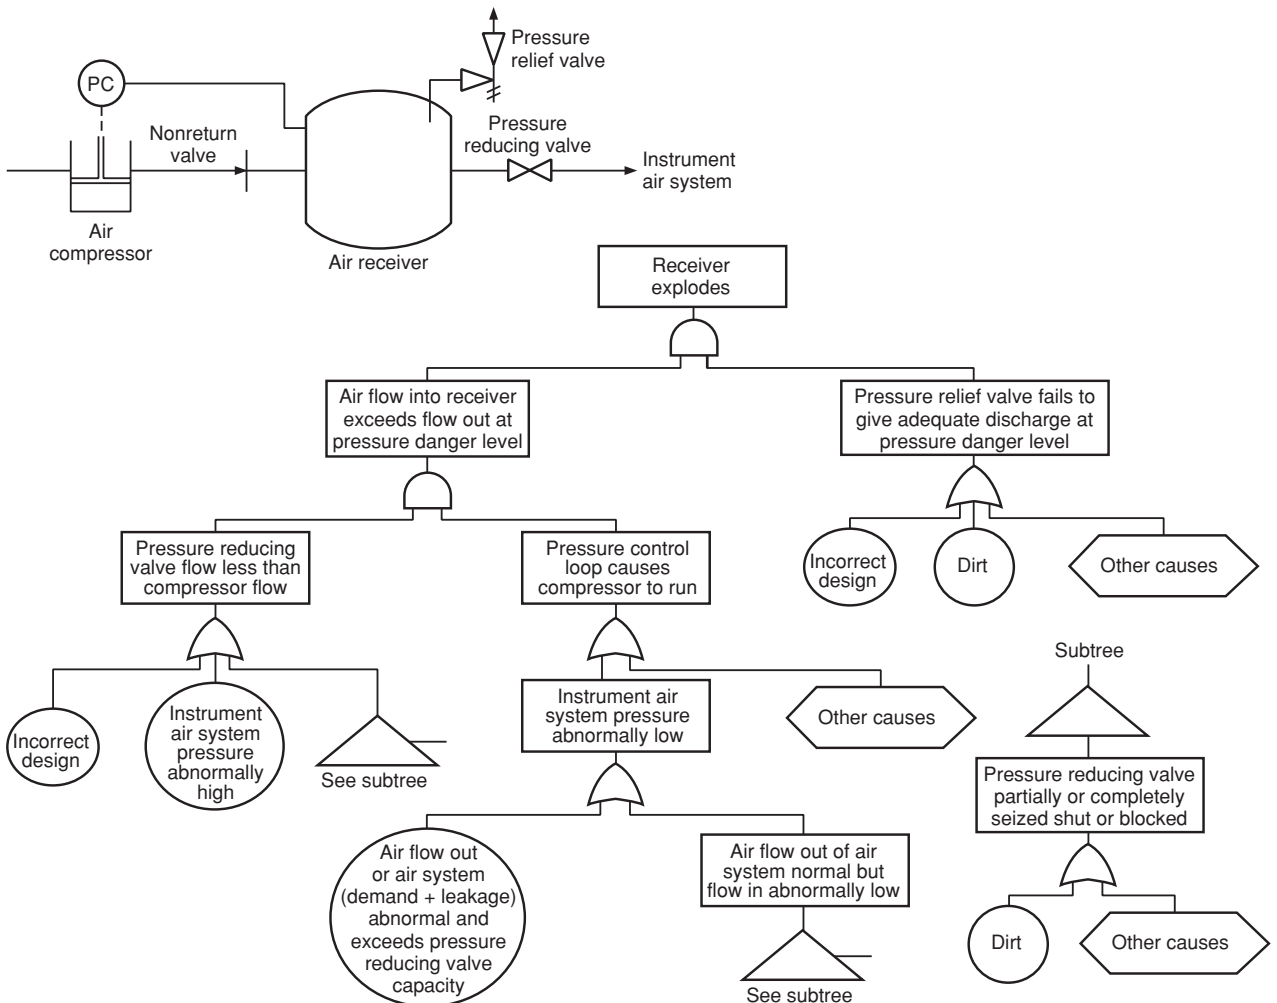 Pressure
relief valve
PC
Nonreturn
valve
Pressure
reducing valve
Instrument
air system
Air
compressor
Air receiver
Receiver
explodes
Air flow into receiver
exceeds flow out at
pressure danger level
Pressure relief valve fails to
give adequate discharge at
pressure danger level
Pressure reducing
valve flow less than
compressor flow
Pressure control
loop causes
compressor to run
Incorrect
design
Dirt
Other causes
Incorrect
design
Instrument
air system
pressure
abnormally
high
See subtree
Instrument air
system pressure
abnormally low
Other causes
Subtree
Pressure reducing valve
partially or completely
seized shut or blocked
Air flow out
or air system
(demand + leakage)
abnormal and
exceeds pressure
reducing valve
capacity
Air flow out of air
system normal but
flow in abnormally low
See subtree
Dirt
Other causes